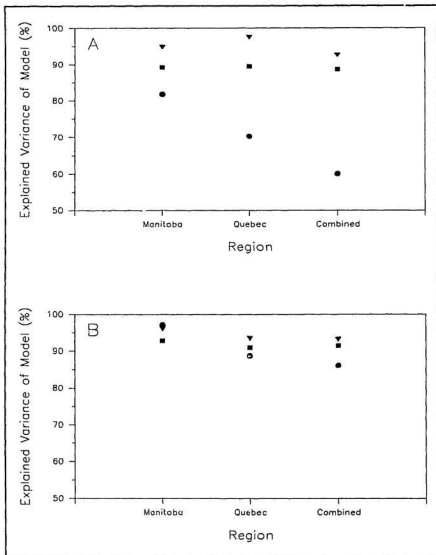 A
Explained Variance of Model (%)
100
90
80
70
60
50
Manitoba
Quebec
Combined
Region
B
Explained Variance of Model (%)
100
90
80
70
60
50
Manitoba
Quebec
Combined
Region